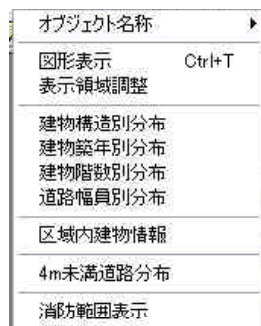 オブジェクト名称
図形表示 Ctrl+T
表示領域調整
建物構造別分布
建物築年別分布
建物階数別分布
道路幅員別分布
区域内建物情報
4m未満道路分布
消防範囲表示